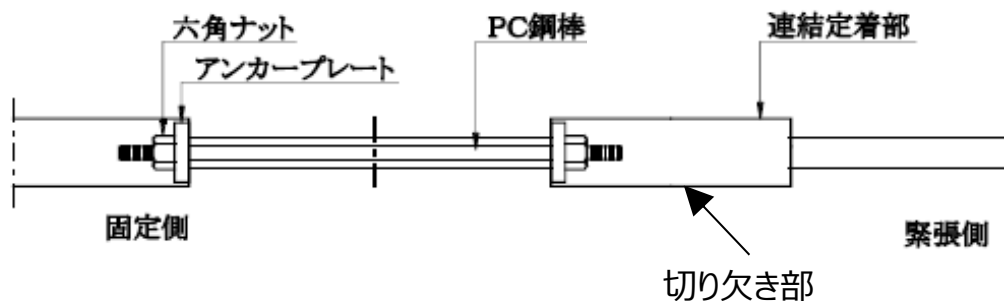 六角ナット
PC鋼棒
連結定着部
アンカープレート
固定側
緊張側
切り欠き部